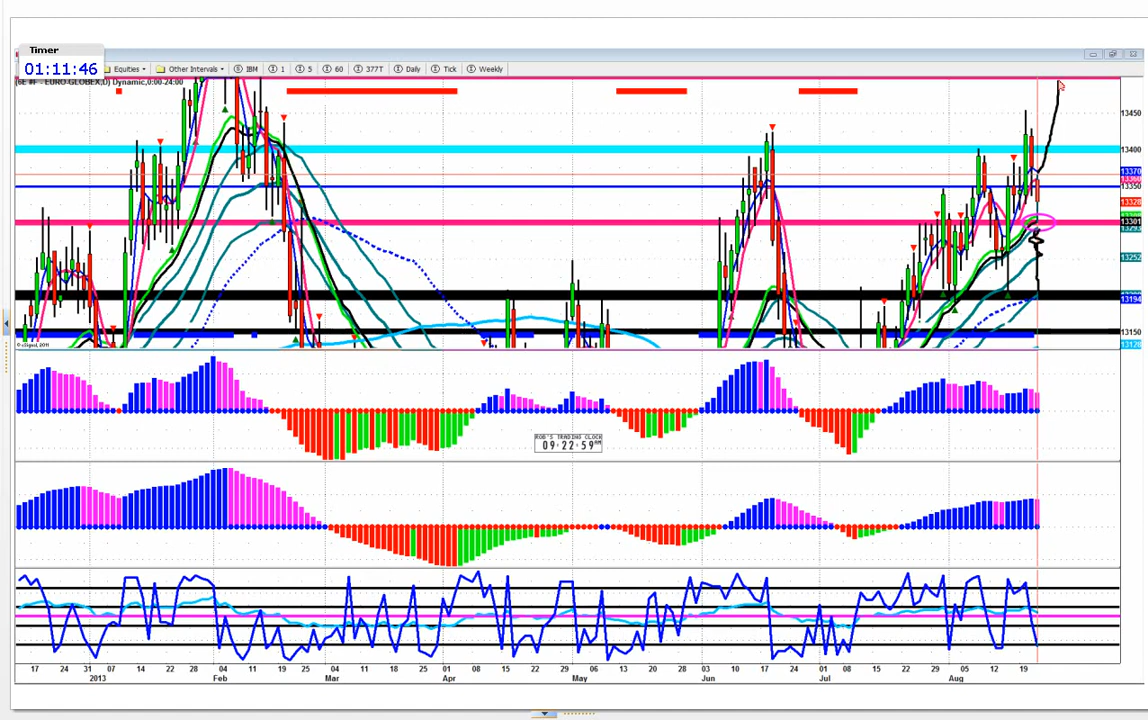 Timer
01:11:46
Equities
Other Intervals
IBM
1
5
60
377T
Daily
Tick
Weekly
EURO GLOBEX,D) Dynamic,0:00-24:00
13450
13400
13370
13350
13328
13301
13252
13194
13150
13128
© eSignal, 2011
ROB'S TRADING CLOCK
09:22:59
17 24 31 07 14 22 28 04 11 19 04 11 18 25 01 08 15 22 29 06 13 20 28 03 10 17 24 01 08 15 22 29 05 12 19
2013 Feb Mar Apr May Jun Jul Aug